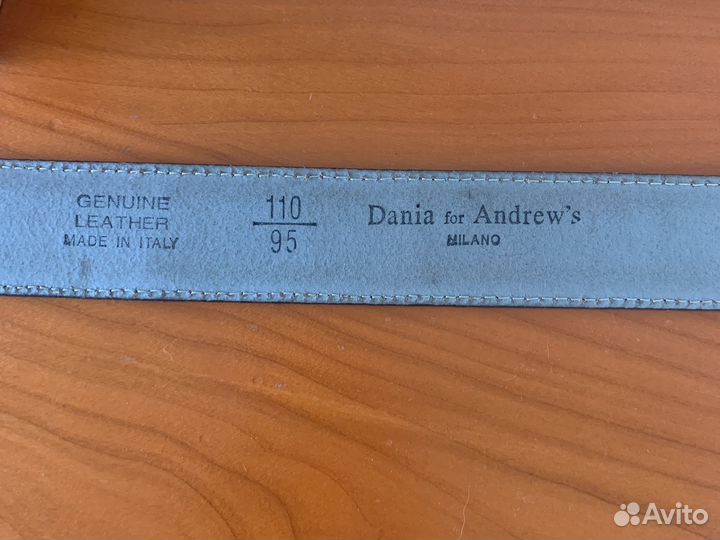 GENUINE
LEATHER
MADE IN ITALY
110
95
Dania for Andrew's
MILANO
Avito